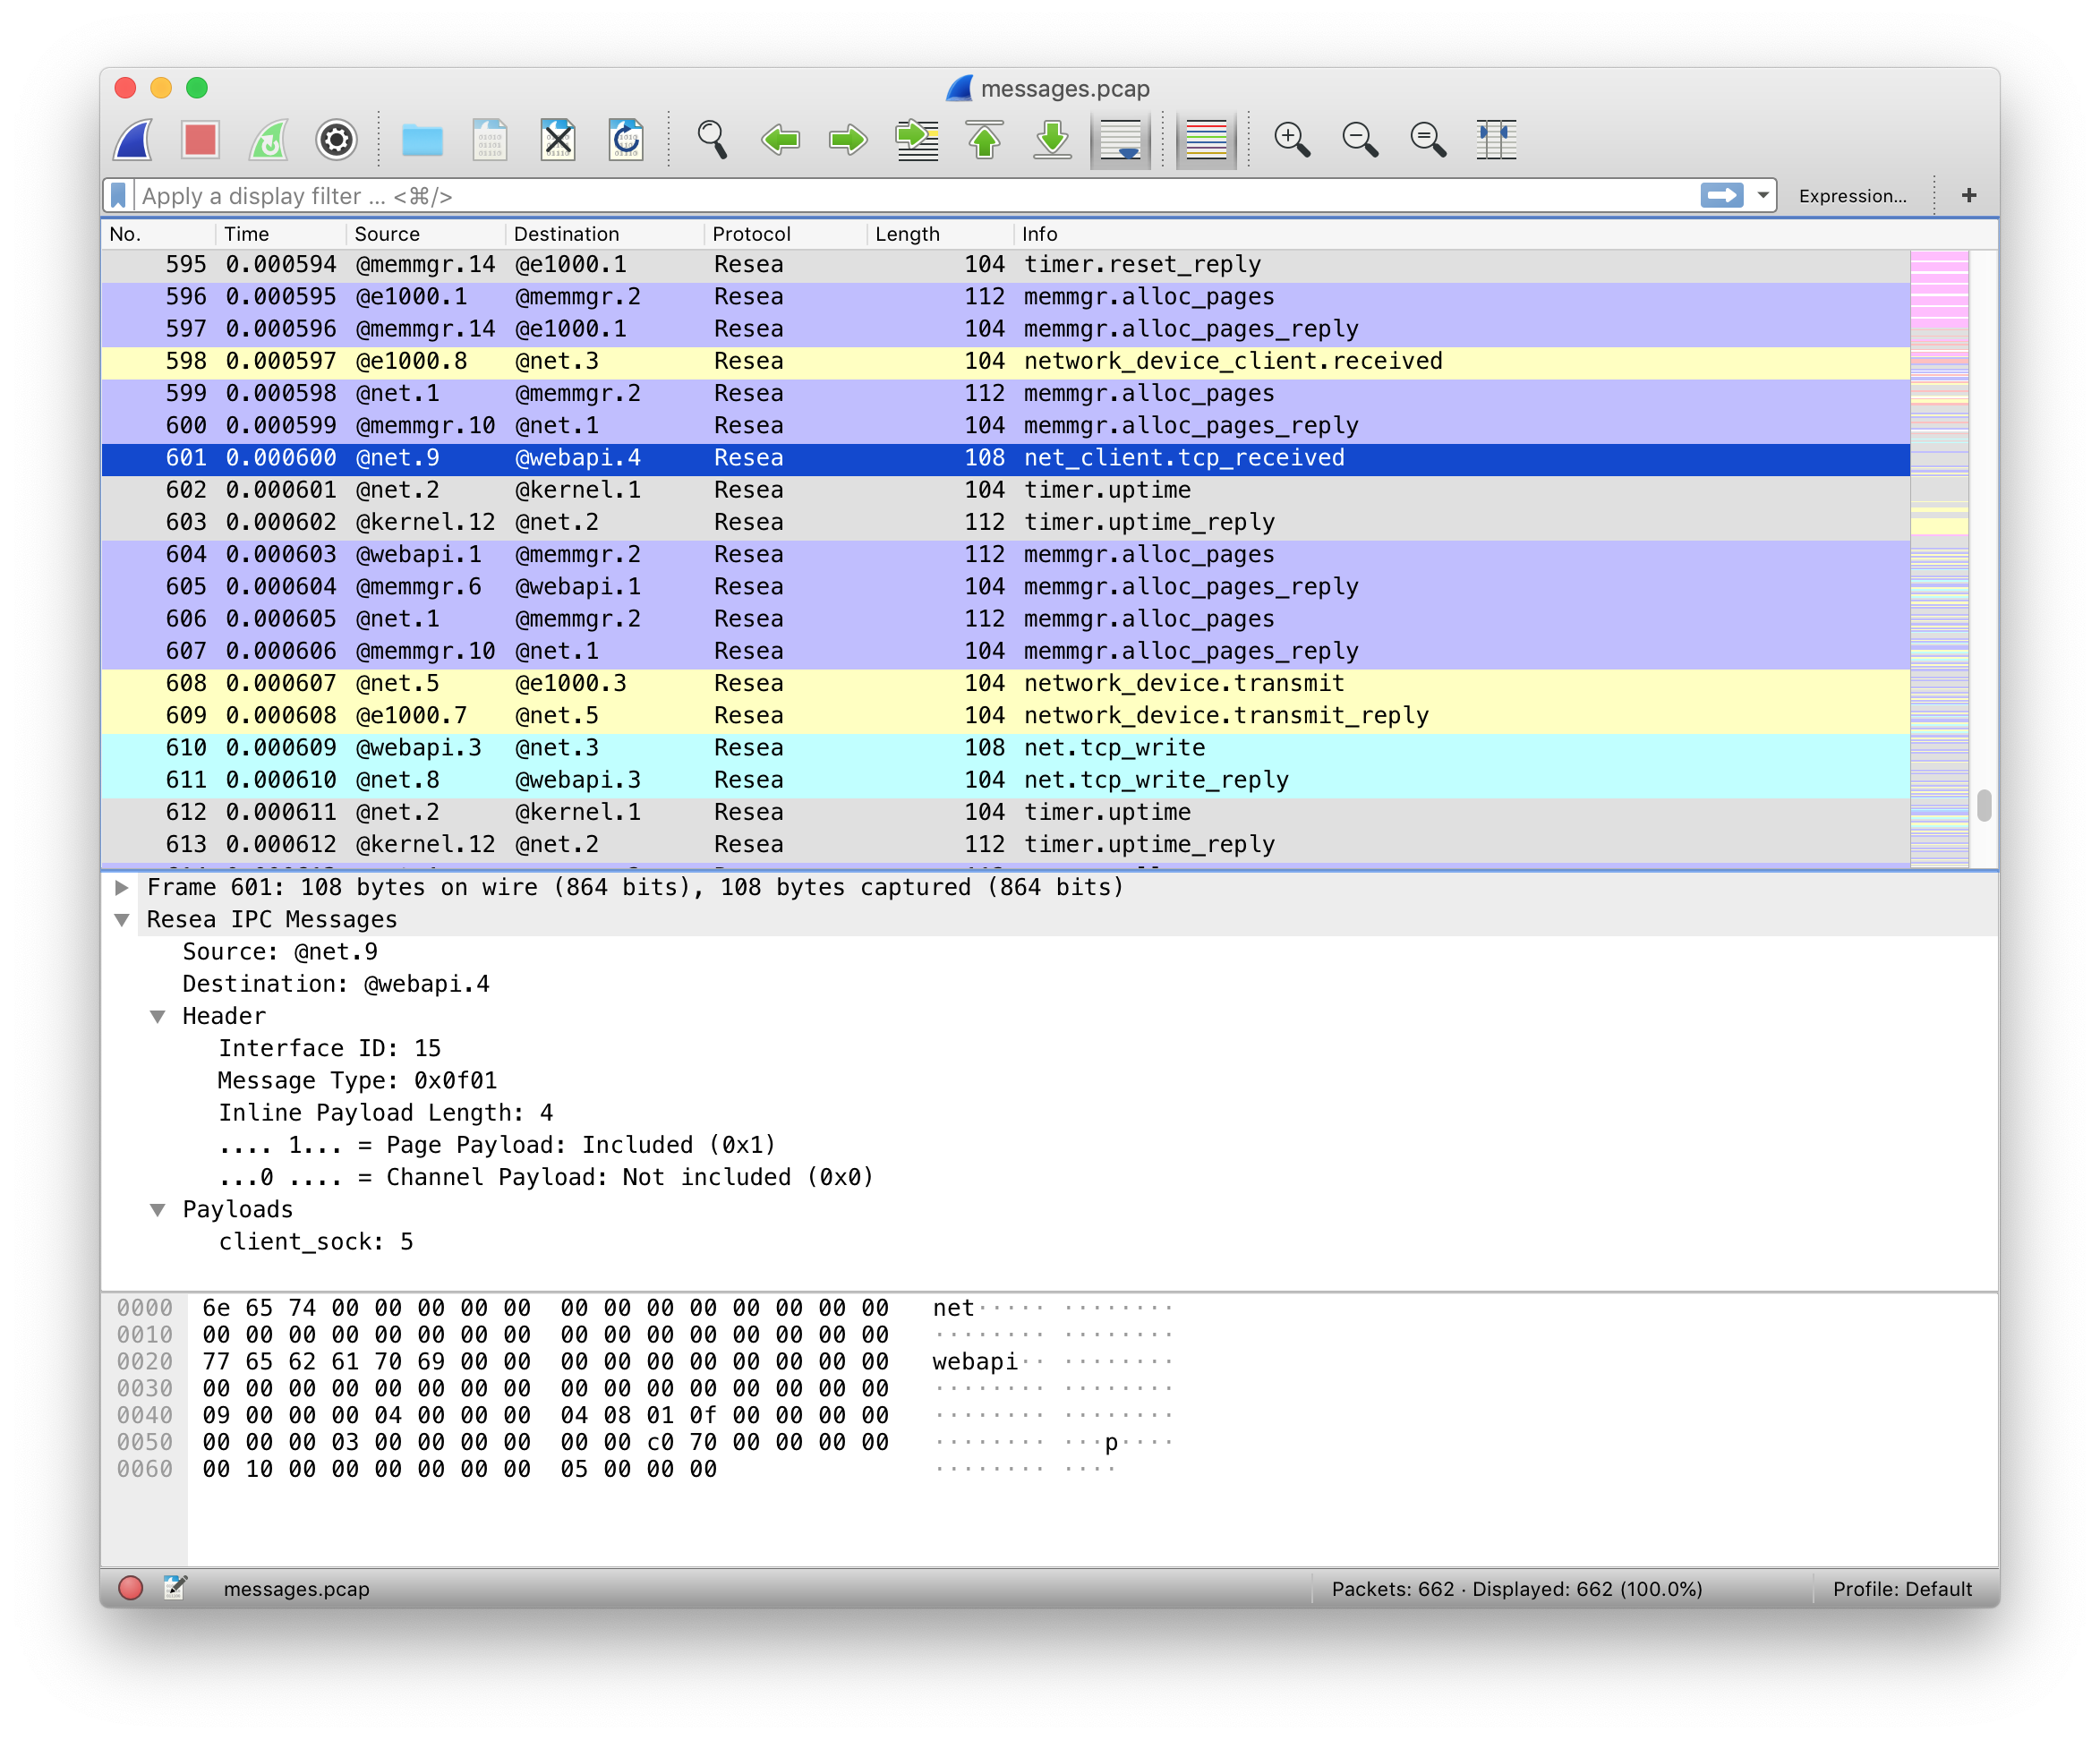 messages.pcap
Apply a display filter ... <⌘/>
Expression...
+
No. Time Source Destination Protocol Length Info
595 0.000594 @memmgr.14 @e1000.1 Resea 104 timer.reset_reply
596 0.000595 @e1000.1 @memmgr.2 Resea 112 memmgr.alloc_pages
597 0.000596 @memmgr.14 @e1000.1 Resea 104 memmgr.alloc_pages_reply
598 0.000597 @e1000.8 @net.3 Resea 104 network_device_client.received
599 0.000598 @net.1 @memmgr.2 Resea 112 memmgr.alloc_pages
600 0.000599 @memmgr.10 @net.1 Resea 104 memmgr.alloc_pages_reply
601 0.000600 @net.9 @webapi.4 Resea 108 net_client.tcp_received
602 0.000601 @net.2 @kernel.1 Resea 104 timer.uptime
603 0.000602 @kernel.12 @net.2 Resea 112 timer.uptime_reply
604 0.000603 @webapi.1 @memmgr.2 Resea 112 memmgr.alloc_pages
605 0.000604 @memmgr.6 @webapi.1 Resea 104 memmgr.alloc_pages_reply
606 0.000605 @net.1 @memmgr.2 Resea 112 memmgr.alloc_pages
607 0.000606 @memmgr.10 @net.1 Resea 104 memmgr.alloc_pages_reply
608 0.000607 @net.5 @e1000.3 Resea 104 network_device.transmit
609 0.000608 @e1000.7 @net.5 Resea 104 network_device.transmit_reply
610 0.000609 @webapi.3 @net.3 Resea 108 net.tcp_write
611 0.000610 @net.8 @webapi.3 Resea 104 net.tcp_write_reply
612 0.000611 @net.2 @kernel.1 Resea 104 timer.uptime
613 0.000612 @kernel.12 @net.2 Resea 112 timer.uptime_reply
Frame 601: 108 bytes on wire (864 bits), 108 bytes captured (864 bits)
Resea IPC Messages
Source: @net.9
Destination: @webapi.4
Header
Interface ID: 15
Message Type: 0x0f01
Inline Payload Length: 4
.... 1... = Page Payload: Included (0x1)
...0 .... = Channel Payload: Not included (0x0)
Payloads
client_sock: 5
0000 6e 65 74 00 00 00 00 00 00 00 00 00 00 00 00 00 net····· ········
0010 00 00 00 00 00 00 00 00 00 00 00 00 00 00 00 00 ········ ········
0020 77 65 62 61 70 69 00 00 00 00 00 00 00 00 00 00 webapi·· ········
0030 00 00 00 00 00 00 00 00 00 00 00 00 00 00 00 00 ········ ········
0040 09 00 00 00 04 00 00 00 04 08 01 0f 00 00 00 00 ········ ········
0050 00 00 00 03 00 00 00 00 00 00 c0 70 00 00 00 00 ········ ···p····
0060 00 10 00 00 00 00 00 00 05 00 00 00 ········ ····
messages.pcap
Packets: 662 · Displayed: 662 (100.0%)
Profile: Default